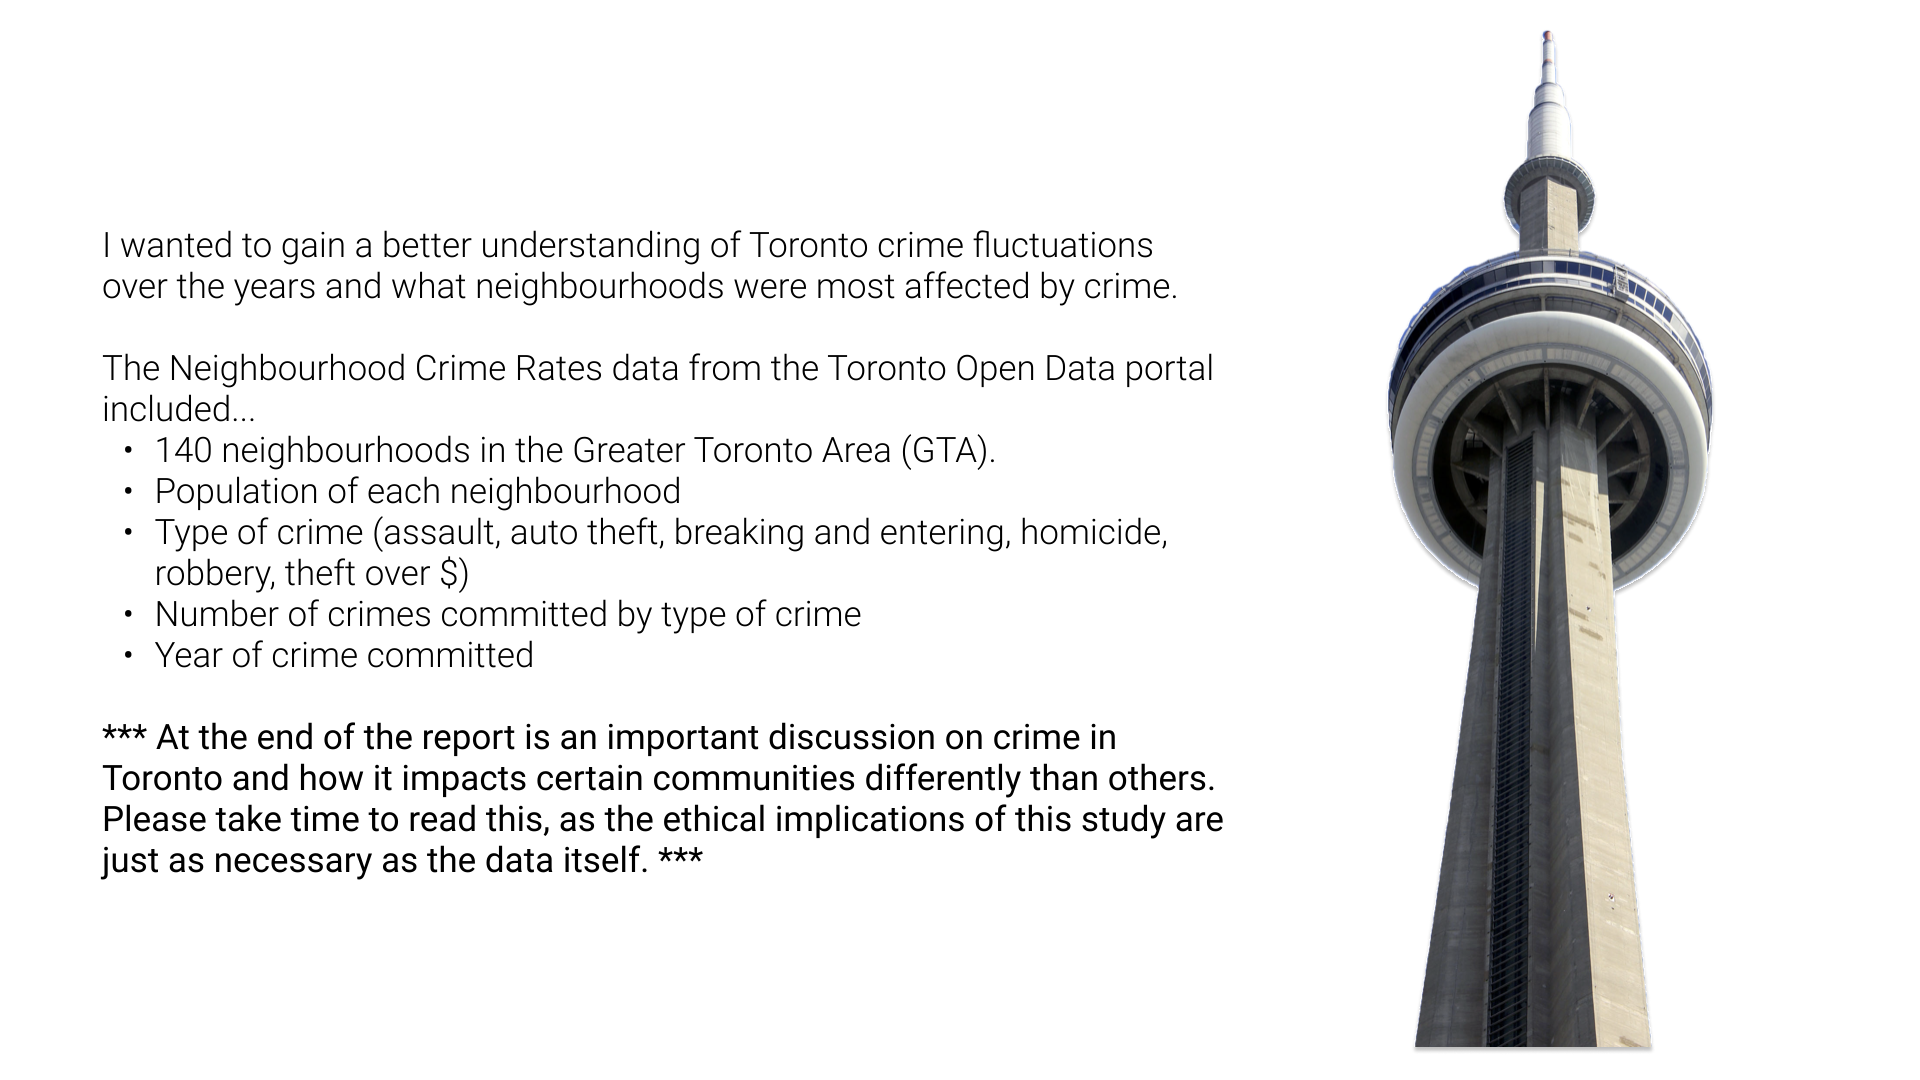 I wanted to gain a better understanding of Toronto crime fluctuations
over the years and what neighbourhoods were most affected by crime.
The Neighbourhood Crime Rates data from the Toronto Open Data portal
included...
• 140 neighbourhoods in the Greater Toronto Area (GTA).
• Population of each neighbourhood
• Type of crime (assault, auto theft, breaking and entering, homicide,
robbery, theft over $)
• Number of crimes committed by type of crime
• Year of crime committed
*** At the end of the report is an important discussion on crime in
Toronto and how it impacts certain communities differently than others.
Please take time to read this, as the ethical implications of this study are
just as necessary as the data itself. ***